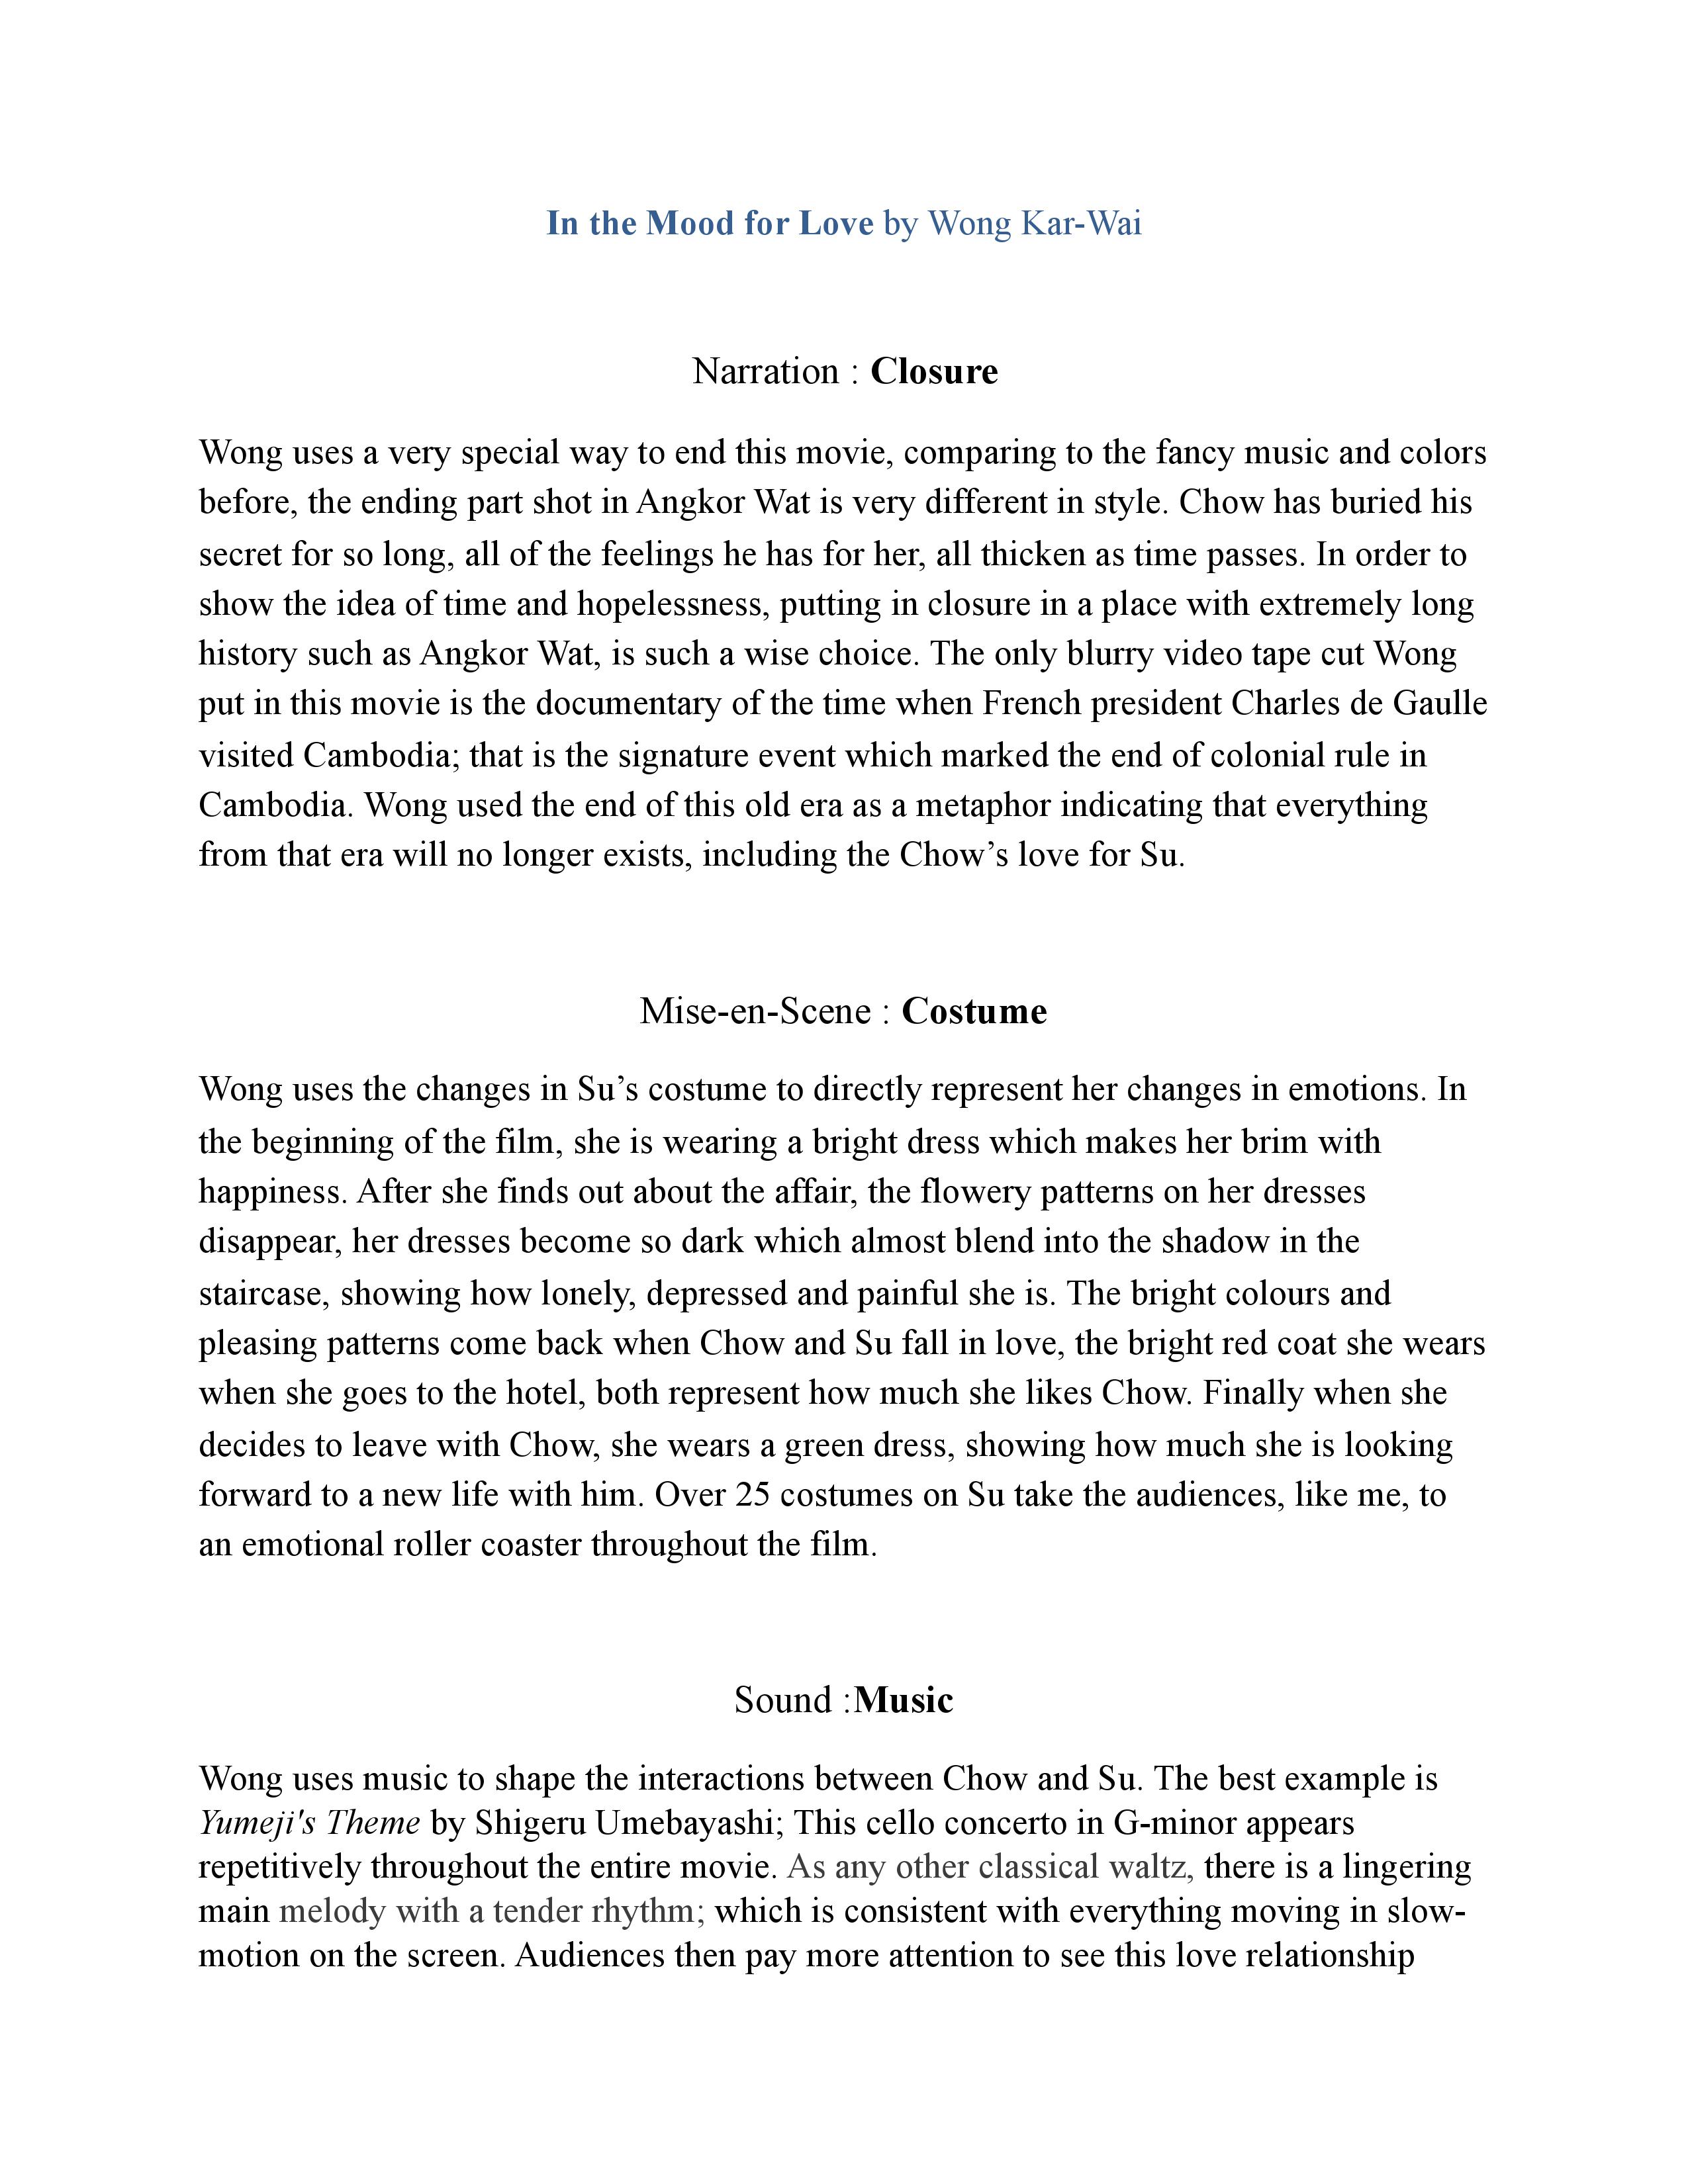 In the Mood for Love by Wong Kar-Wai
Narration : Closure
Wong uses a very special way to end this movie, comparing to the fancy music and colors
before, the ending part shot in Angkor Wat is very different in style. Chow has buried his
secret for so long, all of the feelings he has for her, all thicken as time passes. In order to
show the idea of time and hopelessness, putting in closure in a place with extremely long
history such as Angkor Wat, is such a wise choice. The only blurry video tape cut Wong
put in this movie is the documentary of the time when French president Charles de Gaulle
visited Cambodia; that is the signature event which marked the end of colonial rule in
Cambodia. Wong used the end of this old era as a metaphor indicating that everything
from that era will no longer exists, including the Chow’s love for Su.
Mise-en-Scene : Costume
Wong uses the changes in Su’s costume to directly represent her changes in emotions. In
the beginning of the film, she is wearing a bright dress which makes her brim with
happiness. After she finds out about the affair, the flowery patterns on her dresses
disappear, her dresses become so dark which almost blend into the shadow in the
staircase, showing how lonely, depressed and painful she is. The bright colours and
pleasing patterns come back when Chow and Su fall in love, the bright red coat she wears
when she goes to the hotel, both represent how much she likes Chow. Finally when she
decides to leave with Chow, she wears a green dress, showing how much she is looking
forward to a new life with him. Over 25 costumes on Su take the audiences, like me, to
an emotional roller coaster throughout the film.
Sound :Music
Wong uses music to shape the interactions between Chow and Su. The best example is
Yumeji's Theme by Shigeru Umebayashi; This cello concerto in G-minor appears
repetitively throughout the entire movie. As any other classical waltz, there is a lingering
main melody with a tender rhythm; which is consistent with everything moving in slow-
motion on the screen. Audiences then pay more attention to see this love relationship